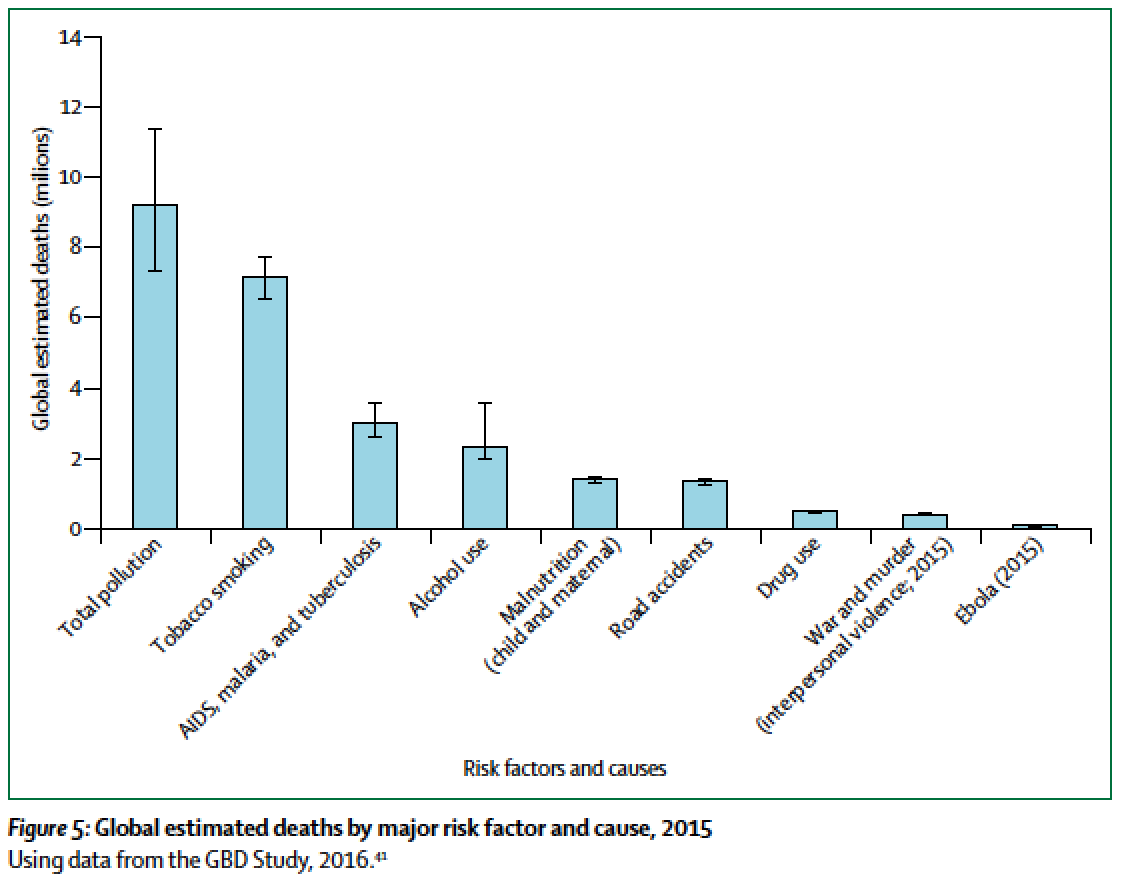 14
12
10
8
6
4
2
0
Global estimated deaths (milions)
Total pollution
Tobacco smoking
AIDS, malaria, and tuberculosis
Alcohol use
Malnutrition
(child and maternal)
Road accidents
Drug use
War and murder
(interpersonal violence; 2015)
Ebola (2015)
Risk factors and causes
Figure 5: Global estimated deaths by major risk factor and cause, 2015
Using data from the GBD Study, 2016.⁴¹